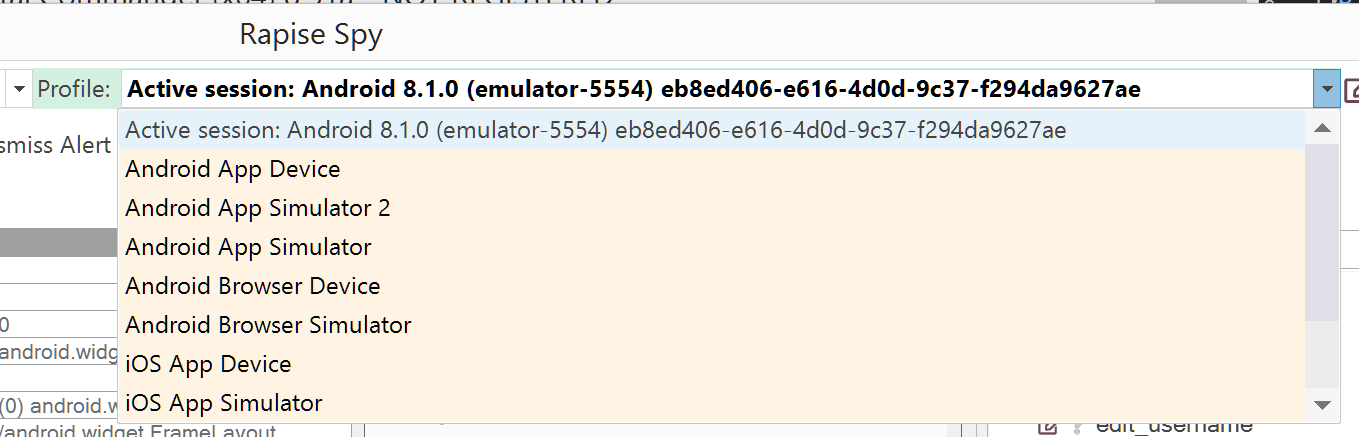 Rapise Spy
Profile: Active session: Android 8.1.0 (emulator-5554) eb8ed406-e616-4d0d-9c37-f294da9627ae
Active session: Android 8.1.0 (emulator-5554) eb8ed406-e616-4d0d-9c37-f294da9627ae
smiss Alert
Android App Device
Android App Simulator 2
Android App Simulator
Android Browser Device
Android Browser Simulator
0
android.widg
iOS App Device
iOS App Simulator
(0) android.w
/android.widget.FrameLayout
edit_username